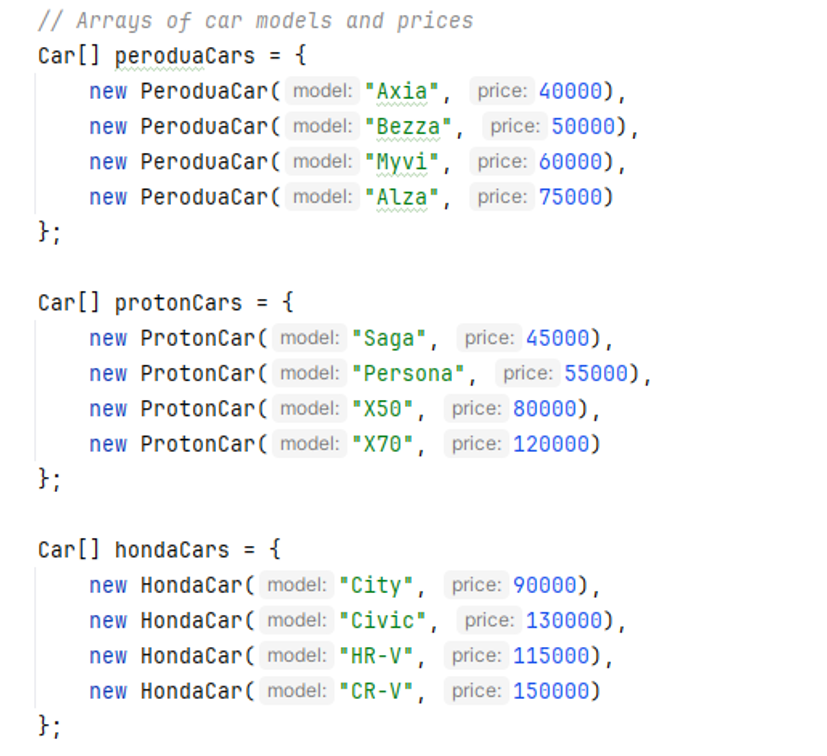 // Arrays of car models and prices
Car[] peroduaCars = {
new PeroduaCar( model: "Axia", price: 40000),
new PeroduaCar( model: "Bezza", price: 50000),
new PeroduaCar( model: "Myvi", price: 60000),
new PeroduaCar( model: "Alza", price: 75000)
};
Car[] protonCars = {
new ProtonCar( model: "Saga", price: 45000),
new ProtonCar( model: "Persona", price: 55000),
new ProtonCar( model: "X50", price: 80000),
new ProtonCar( model: "X70", price: 120000)
};
Car[] hondaCars = {
new HondaCar( model: "City", price: 90000),
new HondaCar( model: "Civic", price: 130000),
new HondaCar( model: "HR-V", price: 115000),
new HondaCar( model: "CR-V", price: 150000)
};